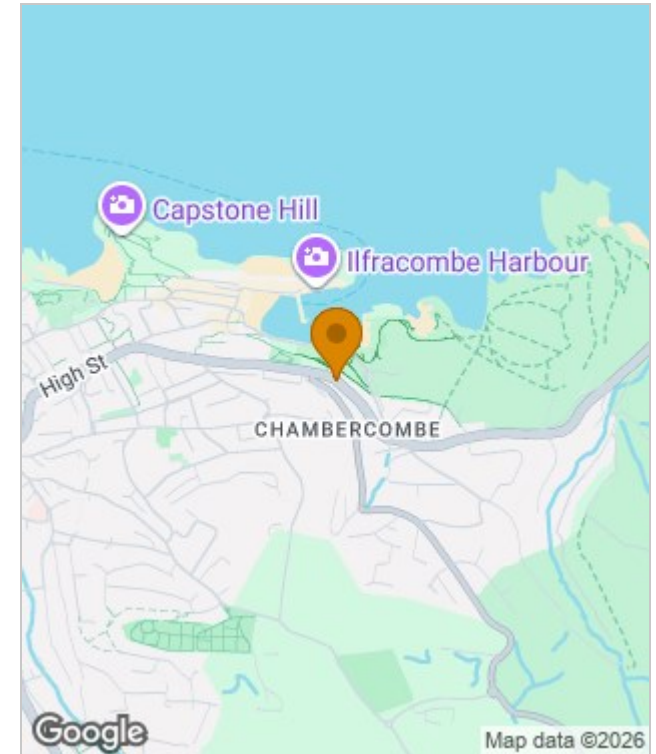 Capstone Hill
Ilfracombe Harbour
High St
CHAMBERCOMBE
Google
Map data ©2026